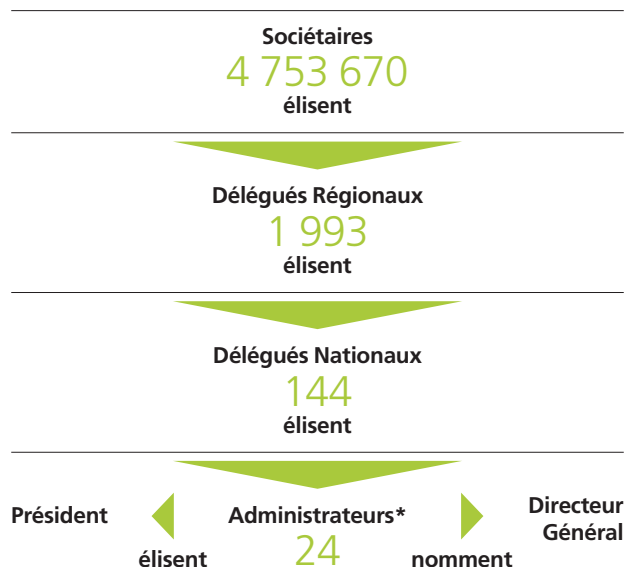 Sociétaires
4 753 670
élisent
Délégués Régionaux
1 993
élisent
Délégués Nationaux
144
élisent
Président
élisent
Administrateurs*
24
nomment
Directeur
Général